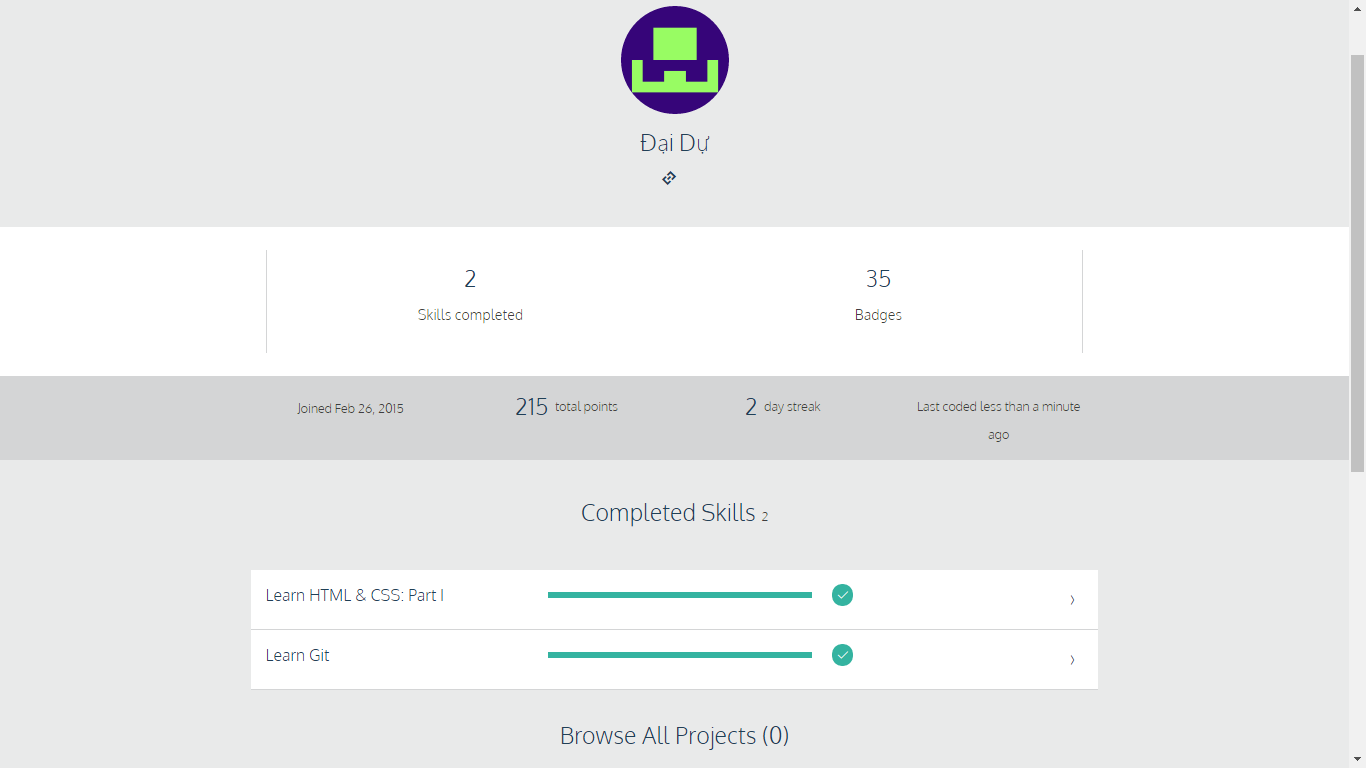 Đại Dự
2
Skills completed
35
Badges
Joined Feb 26, 2015
215 total points
2 day streak
Last coded less than a minute
ago
Completed Skills 2
Learn HTML & CSS: Part I
Learn Git
Browse All Projects (0)